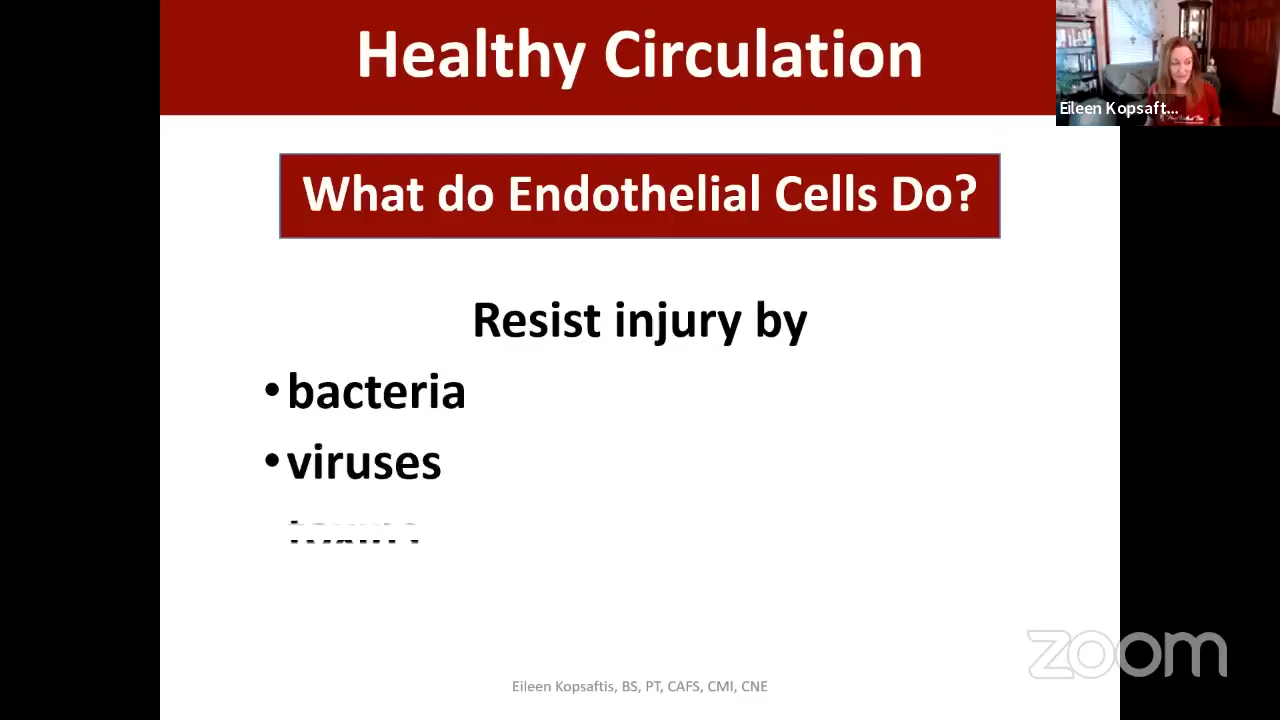 Healthy Circulation
Eileen Kopsaft...
What do Endothelial Cells Do?
Resist injury by
• bacteria
• viruses
zoom
Eileen Kopsaftis, BS, PT, CAFS, CMI, CNE